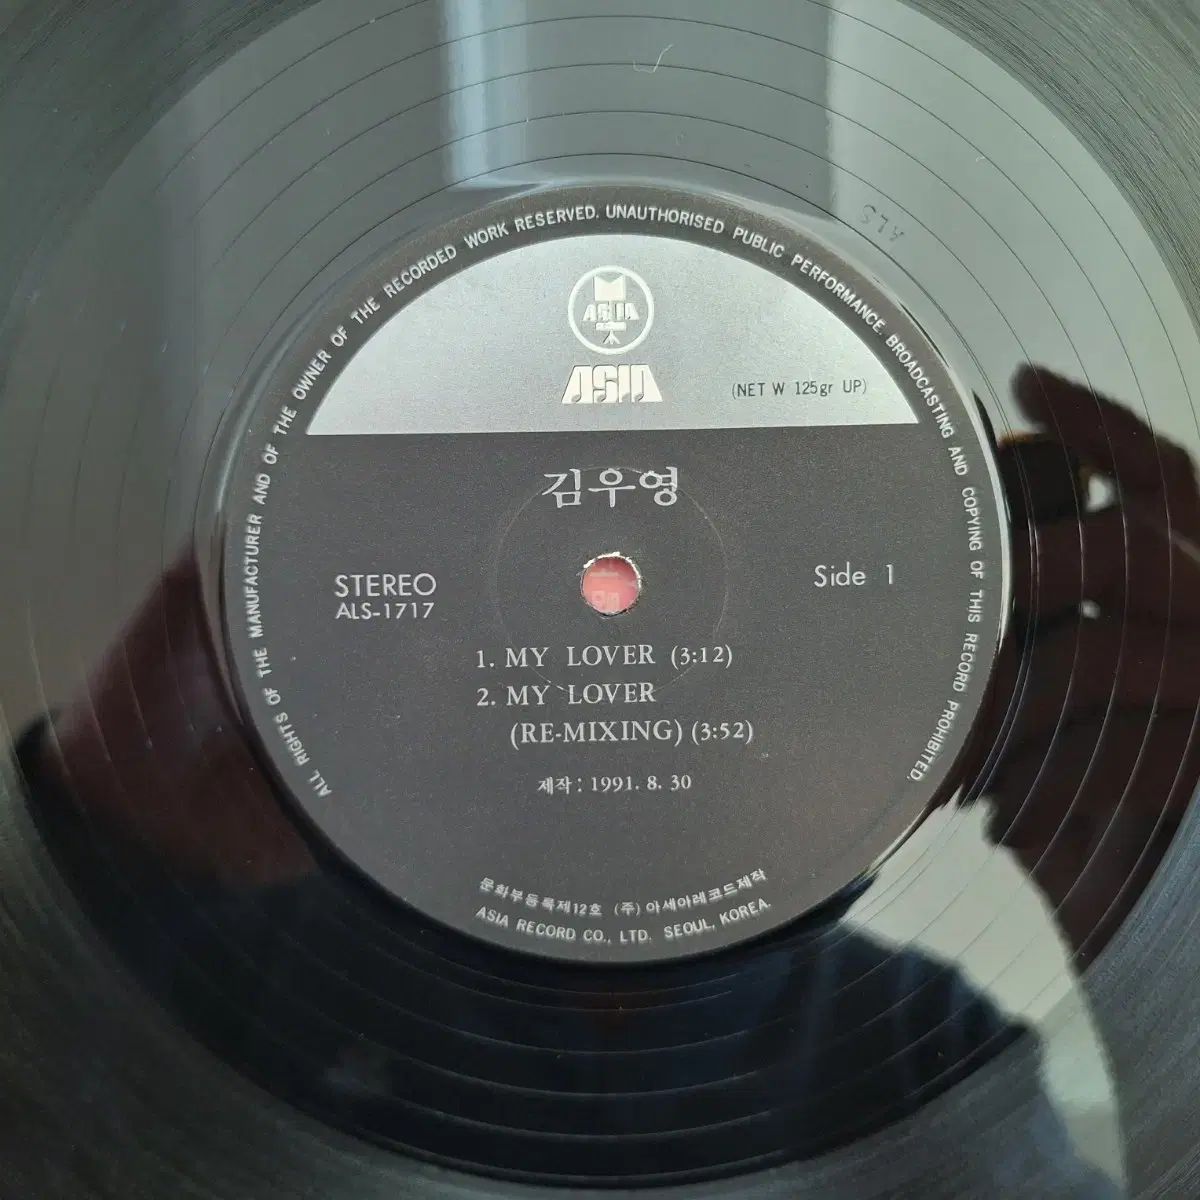 ALL RIGHTS OF THE MANUFACTURER AND OF THE OWNER OF THE RECORDED WORK RESERVED. UNAUTHORISED PUBLIC PERFORMANCE. BROADCASTING AND COPYING OF THIS RECORD PROHIBITED.
ALS
ASIA
ASIA
(NET W 125gr UP)
김우영
STEREO
ALS-1717
Side 1
1. MY LOVER (3:12)
2. MY LOVER
(RE-MIXING) (3:52)
제작: 1991. 8. 30
문화부등록제12호 (주) 아세아레코드제작
ASIA RECORD CO., LTD. SEOUL, KOREA.